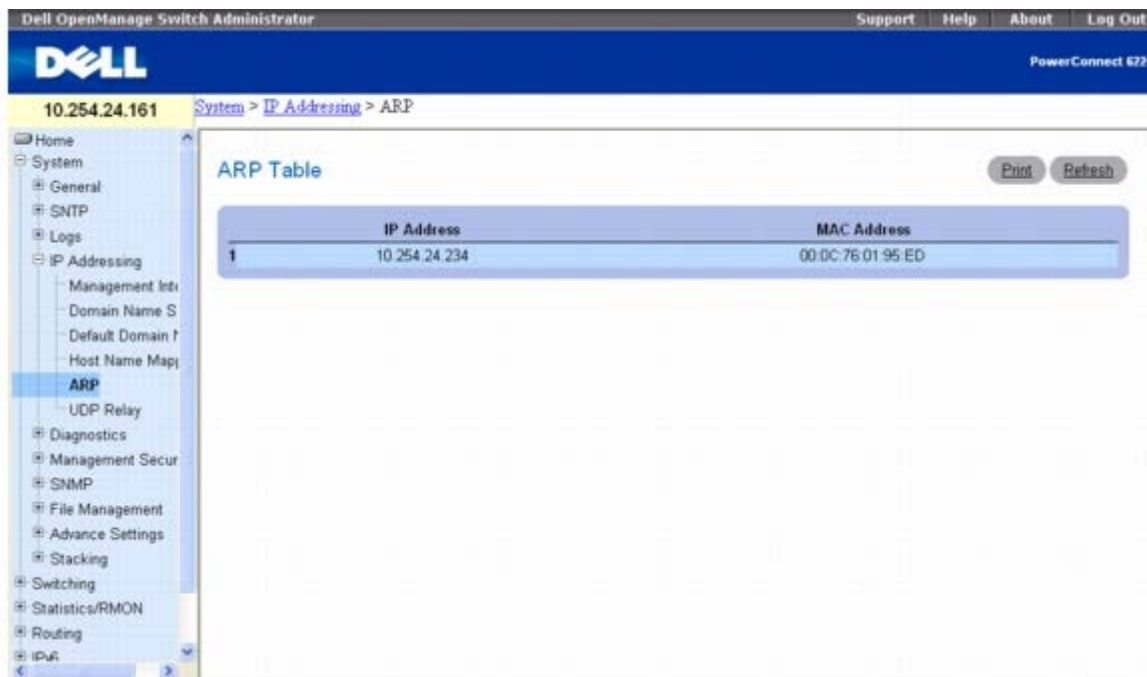 Dell OpenManage Switch Administrator
Support Help About Log Out
DELL
PowerConnect 622
10.254.24.161
System > IP Addressing > ARP
Home
System
General
SNTP
Logs
IP Addressing
Management Inte
Domain Name S
Default Domain N
Host Name Mapp
ARP
UDP Relay
Diagnostics
Management Secur
SNMP
File Management
Advance Settings
Stacking
Switching
Statistics/RMON
Routing
IPv6
ARP Table
Print Refresh
IP Address MAC Address
1 10.254.24.234 00:0C:76:01:95:ED